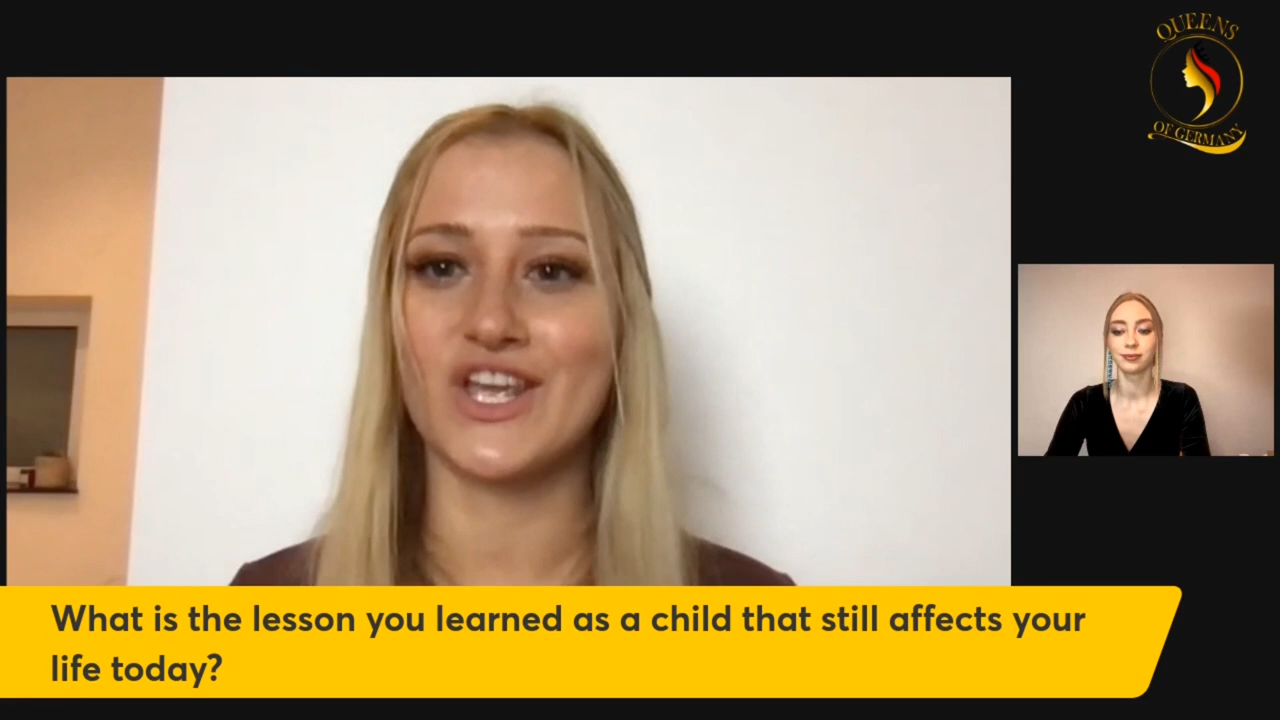 QUEENS
OF GERMANY
What is the lesson you learned as a child that still affects your
life today?